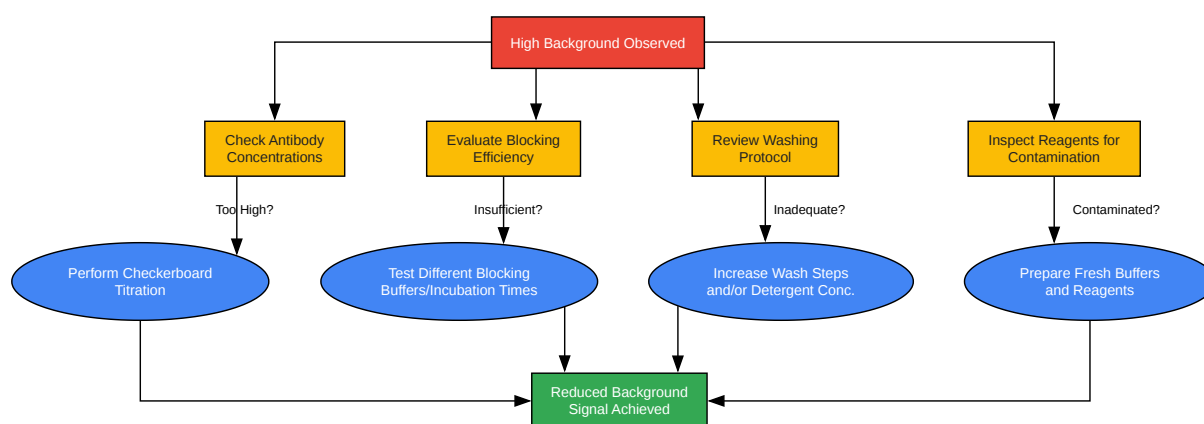 High Background Observed
Check Antibody
Concentrations
Evaluate Blocking
Efficiency
Review Washing
Protocol
Inspect Reagents for
Contamination
Too High?
Insufficient?
Inadequate?
Contaminated?
Perform Checkerboard
Titration
Test Different Blocking
Buffers/Incubation Times
Increase Wash Steps
and/or Detergent Conc.
Prepare Fresh Buffers
and Reagents
Reduced Background
Signal Achieved